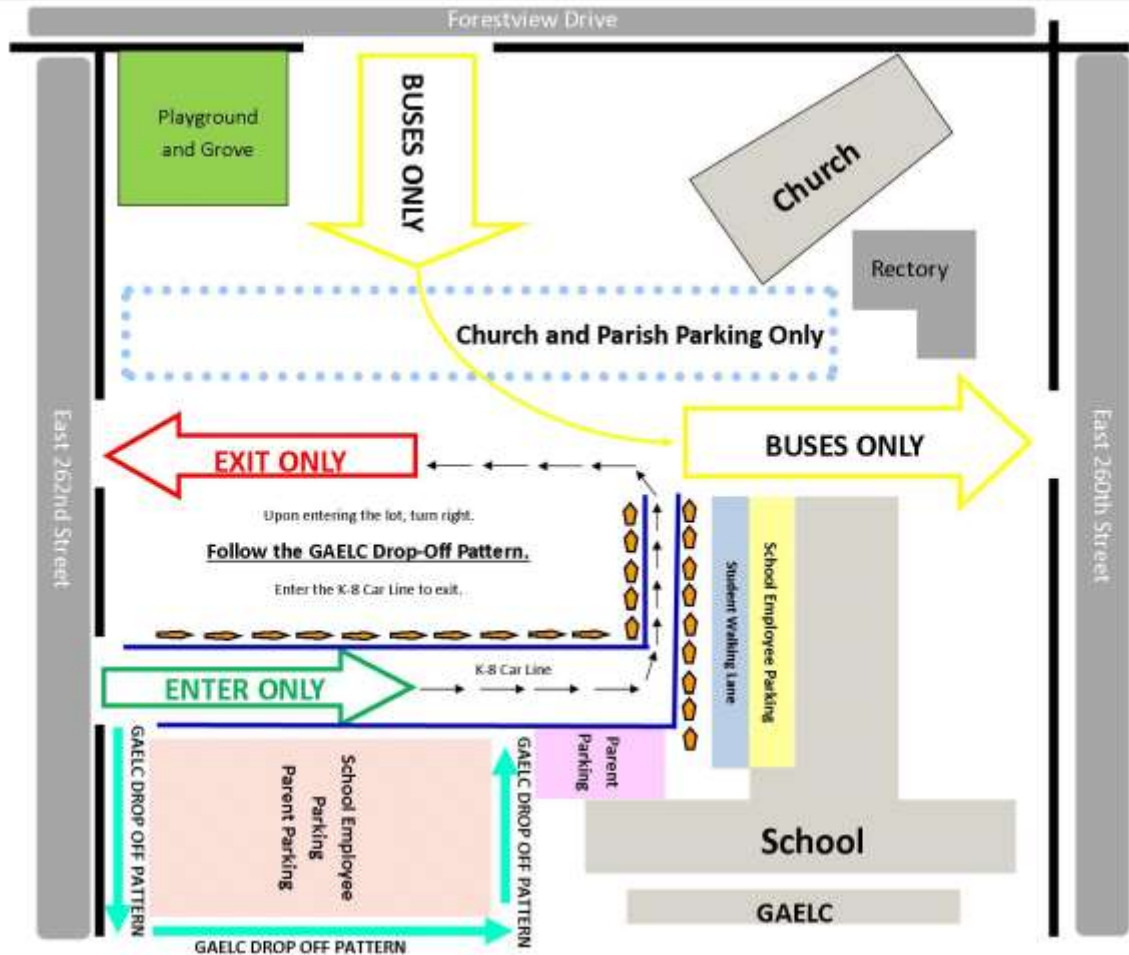 Forestview Drive
Playground
and Grove
BUSES ONLY
Church
Rectory
Church and Parish Parking Only
East 262nd Street
East 260th Street
EXIT ONLY
BUSES ONLY
Upon entering the lot, turn right.
Follow the GAELC Drop-Off Pattern.
Enter the K-8 Car Line to exit.
Student Walking Lane
School Employee Parking
K-8 Car Line
ENTER ONLY
GAELC DROP OFF PATTERN
School Employee
Parking
Parent Parking
GAELC DROP OFF PATTERN
Parent
Parking
School
GAELC
GAELC DROP OFF PATTERN